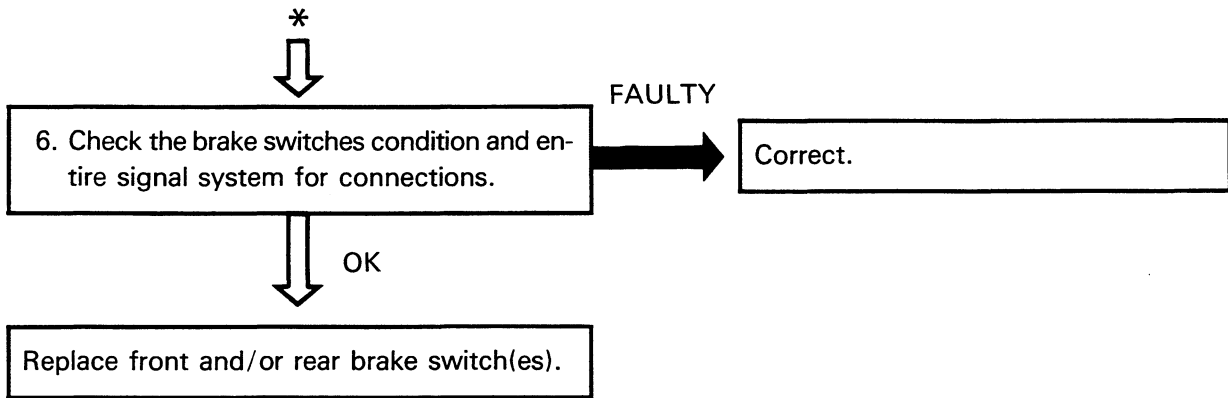 *
FAULTY
6. Check the brake switches condition and en-
tire signal system for connections.
Correct.
OK
Replace front and/or rear brake switch(es).